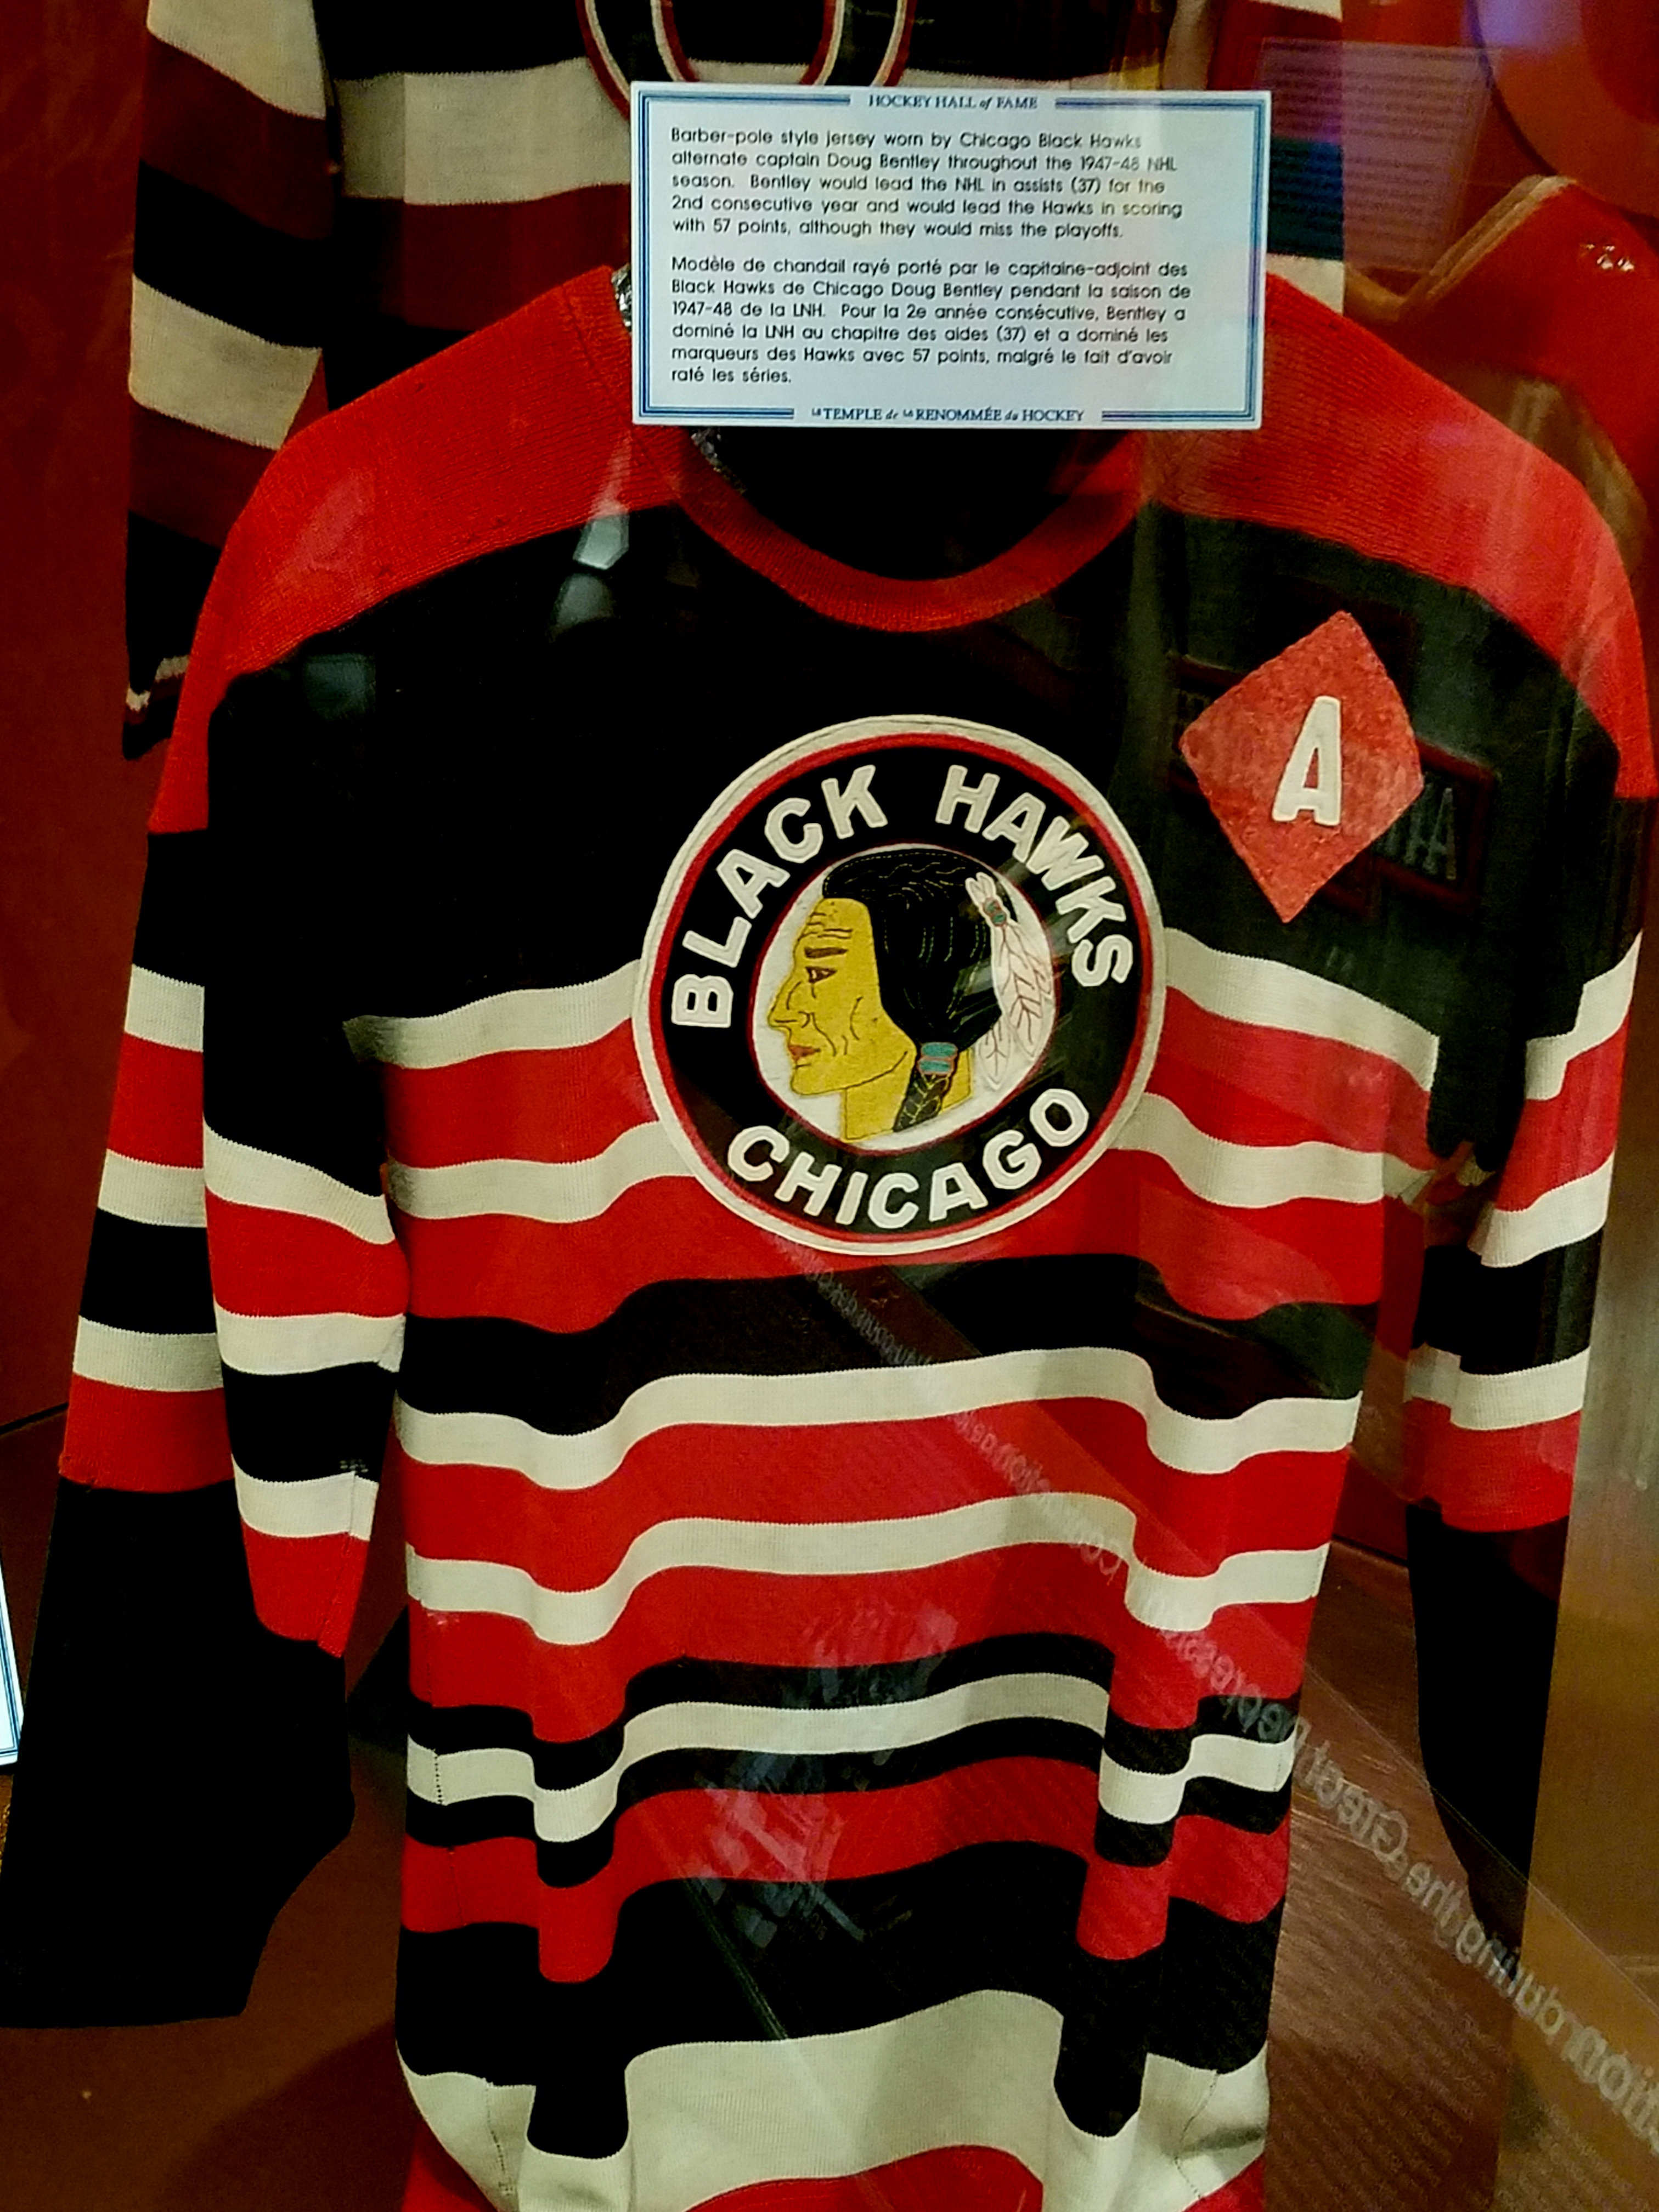 HOCKEY HALL of FAME
Barber-pole style jersey worn by Chicago Black Hawks
alternate captain Doug Bentley throughout the 1947-48 NHL
season. Bentley would lead the NHL in assists (37) for the
2nd consecutive year and would lead the Hawks in scoring
with 57 points, although they would miss the playoffs.
Modèle de chandail rayé porté par le capitaine-adjoint des
Black Hawks de Chicago Doug Bentley pendant la saison de
1947-48 de la LNH. Pour la 2e année consécutive, Bentley a
dominé la LNH au chapitre des aides (37) et a dominé les
marqueurs des Hawks avec 57 points, malgré le fait d'avoir
raté les séries.
LE TEMPLE de LA RENOMMÉE du HOCKEY
A
BLACK HAWKS
CHICAGO
during the Great